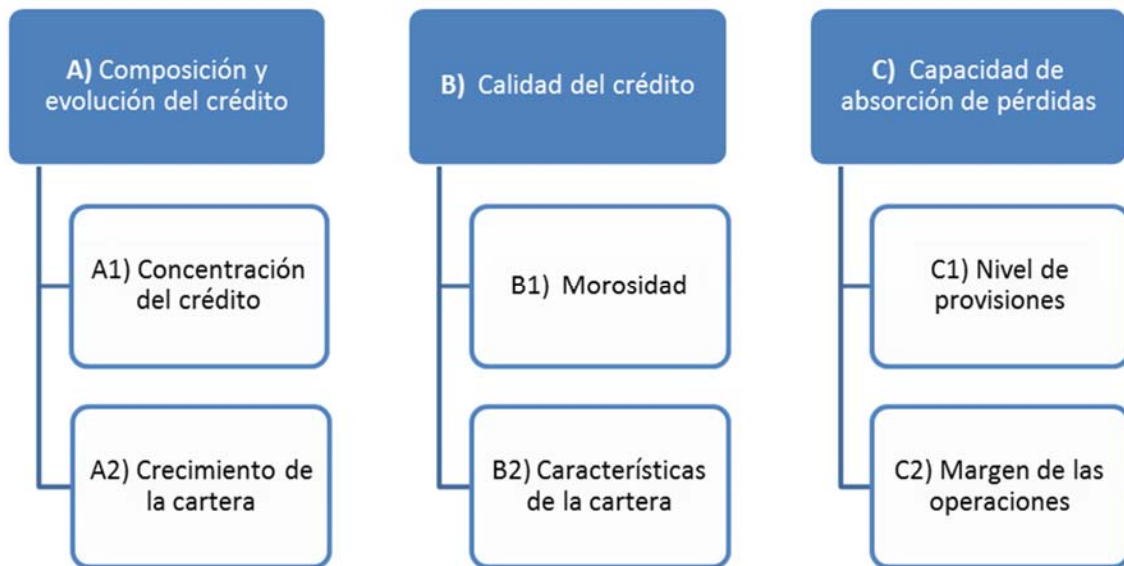 A) Composición y
evolución del crédito
A1) Concentración
del crédito
A2) Crecimiento de
la cartera
B) Calidad del crédito
B1) Morosidad
B2) Características
de la cartera
C) Capacidad de
absorción de pérdidas
C1) Nivel de
provisiones
C2) Margen de las
operaciones